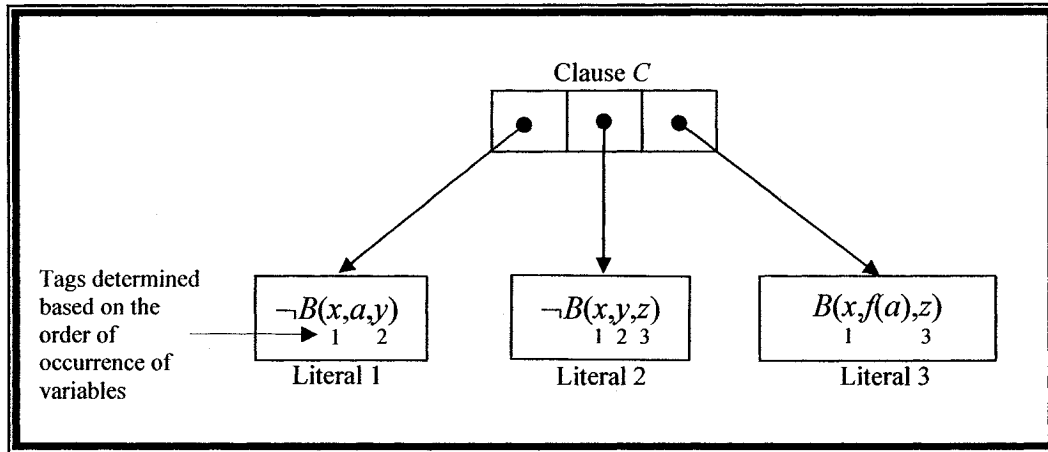 Clause C
Tags determined
based on the
order of
occurrence of
variables
¬B(x,a,y)
1 2
Literal 1
¬B(x,y,z)
1 2 3
Literal 2
B(x,f(a),z)
1 3
Literal 3